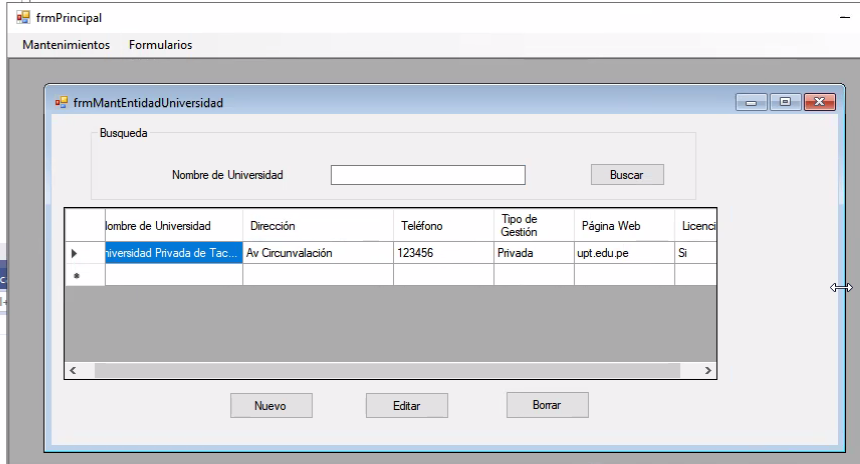 frmPrincipal
Mantenimientos Formularios
frmMantEntidadUniversidad
Busqueda
Nombre de Universidad
Buscar
lombre de Universidad Dirección Teléfono Tipo de Gestión Página Web Licenci
niversidad Privada de Tac... Av Circunvalación 123456 Privada upt.edu.pe Si
Nuevo Editar Borrar